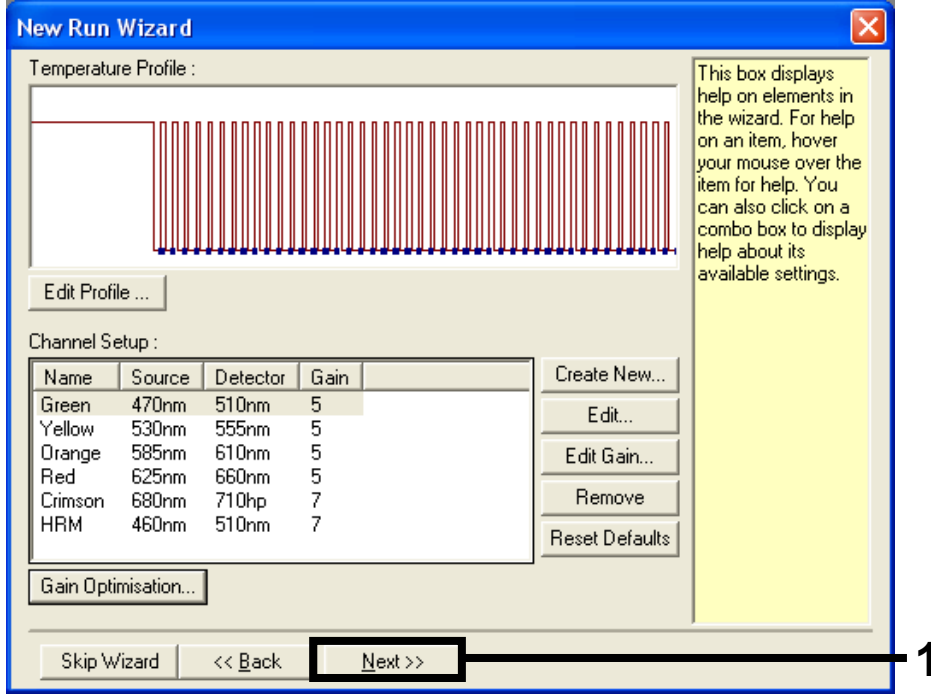 New Run Wizard
Temperature Profile :
This box displays
help on elements in
the wizard. For help
on an item, hover
your mouse over the
item for help. You
can also click on a
combo box to display
help about its
available settings.
Edit Profile ...
Channel Setup :
Name Source Detector Gain
Green 470nm 510nm 5
Yellow 530nm 555nm 5
Orange 585nm 610nm 5
Red 625nm 660nm 5
Crimson 680nm 710hp 7
HRM 460nm 510nm 7
Create New...
Edit...
Edit Gain...
Remove
Reset Defaults
Gain Optimisation...
Skip Wizard << Back Next >> 1